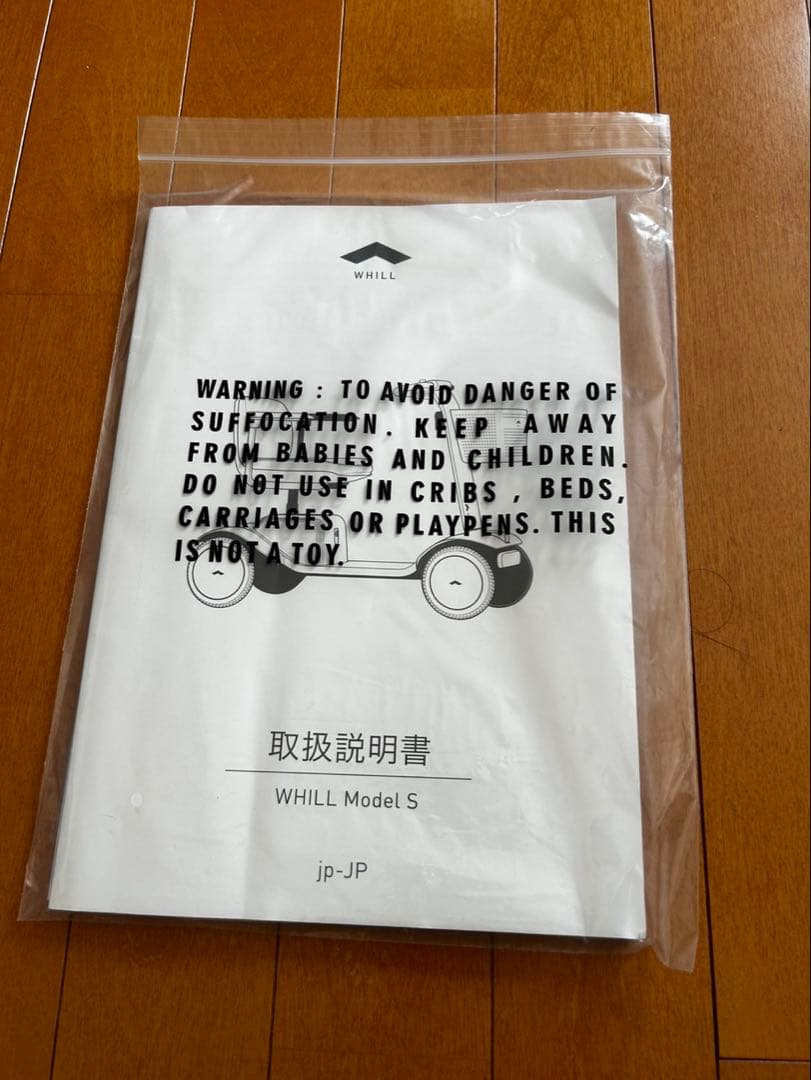 WHILL
WARNING : TO AVOID DANGER OF
SUFFOCATION. KEEP AWAY
FROM BABIES AND CHILDREN.
DO NOT USE IN CRIBS , BEDS,
CARRIAGES OR PLAYPENS. THIS
IS NOT A TOY.
取扱説明書
WHILL Model S
jp-JP